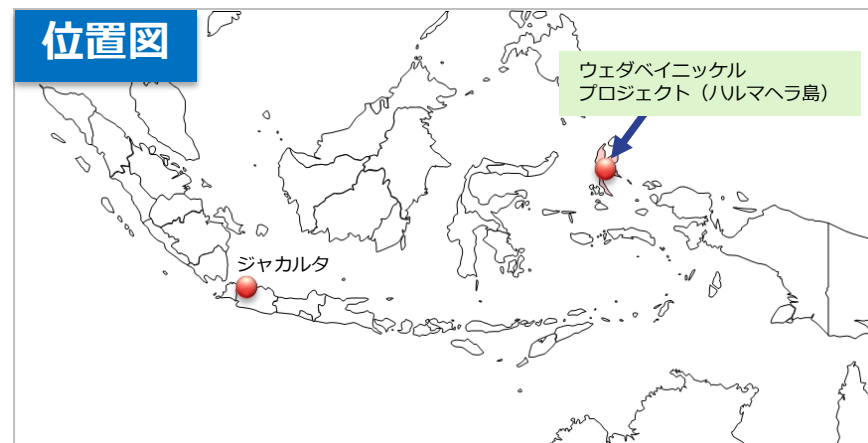 位置図
ウェダベイニッケル
プロジェクト（ハルマヘラ島）
ジャカルタ